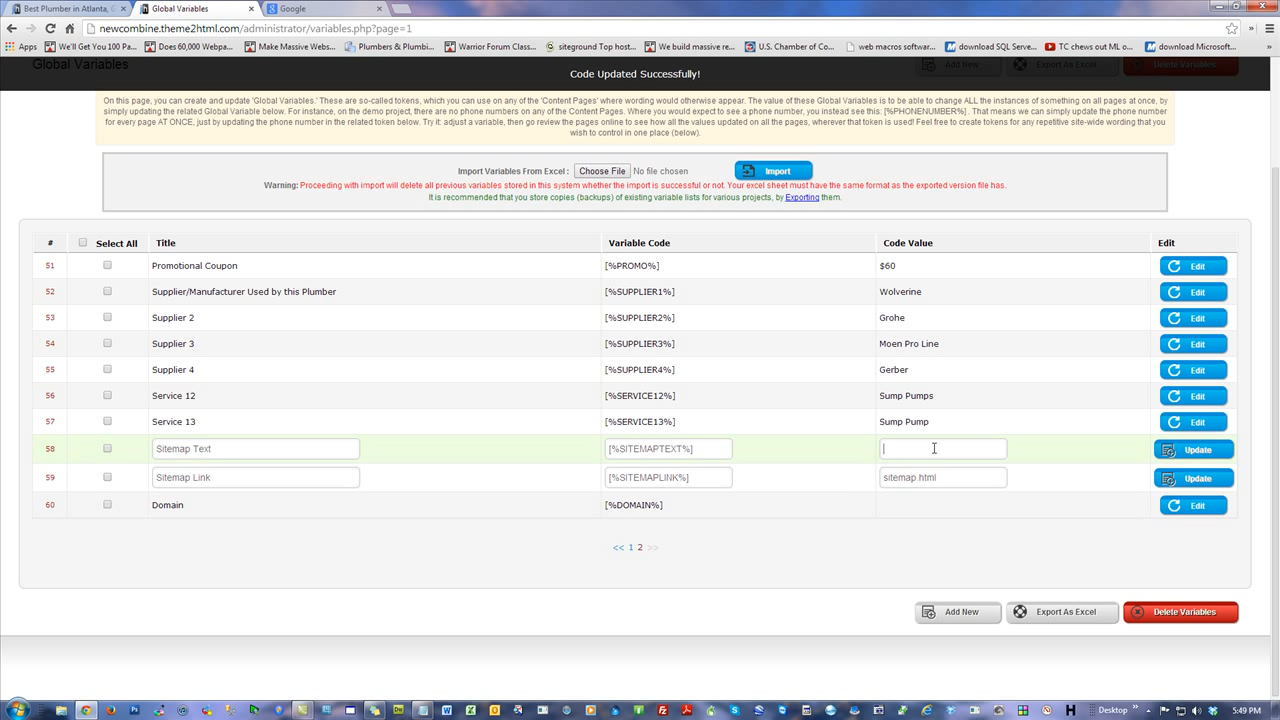 Best Plumber in Atlanta, G
Global Variables
Google
newcombine.theme2html.com/administrator/variables.php?page=1
Apps We'll Get You 100 Pa... Does 60,000 Webpa... Make Massive Webs... Plumbers & Plumbin... Warrior Forum Class... siteground Top host... We build massive re... U.S. Chamber of Co... web macros softwar... download SQL Serve... TC chews out ML o... download Microsoft...
Global Variables
Add New Export As Excel Delete Variables
Code Updated Successfully!
On this page, you can create and update 'Global Variables.' These are so-called tokens, which you can use on any of the 'Content Pages' where wording would otherwise appear. The value of these Global Variables is to be able to change ALL the instances of something on all pages at once, by
simply updating the related Global Variable below. For instance, on the demo project, there are no phone numbers on any of the Content Pages. Where you would expect to see a phone number, you instead see this: [%PHONENUMBER%] . That means we can simply update the phone number
for every page AT ONCE, just by updating the phone number in the related token below. Try it: adjust a variable, then go review the pages online to see how all the values updated on all the pages, wherever that token is used! Feel free to create tokens for any repetitive site-wide wording that you
wish to control in one place (below).
Import Variables From Excel : Choose File No file chosen Import
Warning: Proceeding with import will delete all previous variables stored in this system whether the import is successful or not. Your excel sheet must have the same format as the exported version file has.
It is recommended that you store copies (backups) of existing variable lists for various projects, by Exporting them.
# Select All Title Variable Code Code Value Edit
51 Promotional Coupon [%PROMO%] $60 Edit
52 Supplier/Manufacturer Used by this Plumber [%SUPPLIER1%] Wolverine Edit
53 Supplier 2 [%SUPPLIER2%] Grohe Edit
54 Supplier 3 [%SUPPLIER3%] Moen Pro Line Edit
55 Supplier 4 [%SUPPLIER4%] Gerber Edit
56 Service 12 [%SERVICE12%] Sump Pumps Edit
57 Service 13 [%SERVICE13%] Sump Pump Edit
58 Sitemap Text [%SITEMAPTEXT%] Update
59 Sitemap Link [%SITEMAPLINK%] sitemap.html Update
60 Domain [%DOMAIN%] Edit
<< 1 2 >>
Add New Export As Excel Delete Variables
Desktop 5:49 PM